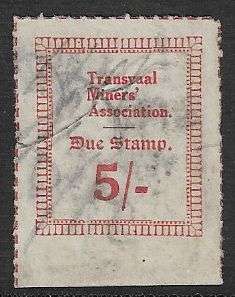 Transvaal
Miners'
Association.
Due Stamp.
5/-